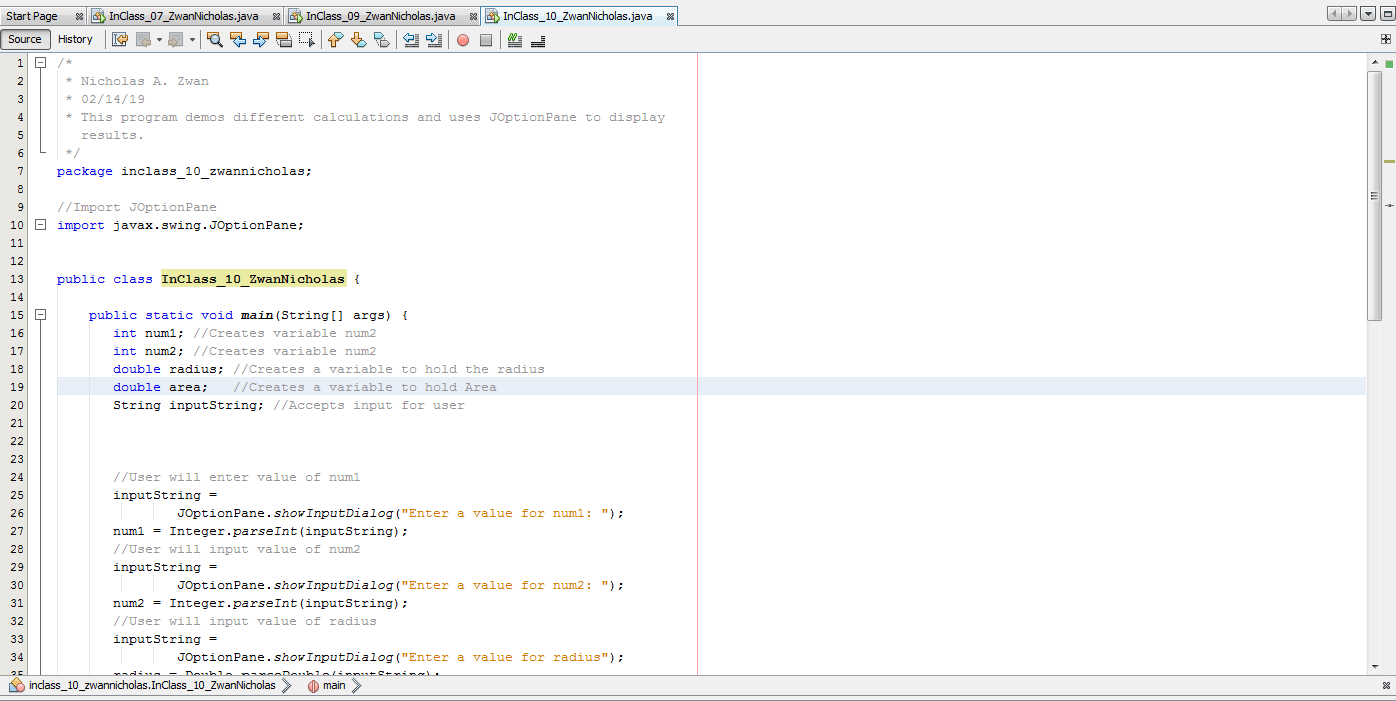 Start Page InClass_07_ZwanNicholas.java InClass_09_ZwanNicholas.java InClass_10_ZwanNicholas.java
Source History
1 /*
2 * Nicholas A. Zwan
3 * 02/14/19
4 * This program demos different calculations and uses JOptionPane to display
5 results.
6 */
7 package inclass_10_zwannicholas;
8
9 //Import JOptionPane
10 import javax.swing.JOptionPane;
11
12
13 public class InClass_10_ZwanNicholas {
14
15 public static void main(String[] args) {
16 int num1; //Creates variable num2
17 int num2; //Creates variable num2
18 double radius; //Creates a variable to hold the radius
19 double area; //Creates a variable to hold Area
20 String inputString; //Accepts input for user
21
22
23
24 //User will enter value of num1
25 inputString =
26 JOptionPane.showInputDialog("Enter a value for num1: ");
27 num1 = Integer.parseInt(inputString);
28 //User will input value of num2
29 inputString =
30 JOptionPane.showInputDialog("Enter a value for num2: ");
31 num2 = Integer.parseInt(inputString);
32 //User will input value of radius
33 inputString =
34 JOptionPane.showInputDialog("Enter a value for radius");
35 radius = Double.parseDouble(inputString);
inclass_10_zwannicholas.InClass_10_ZwanNicholas main